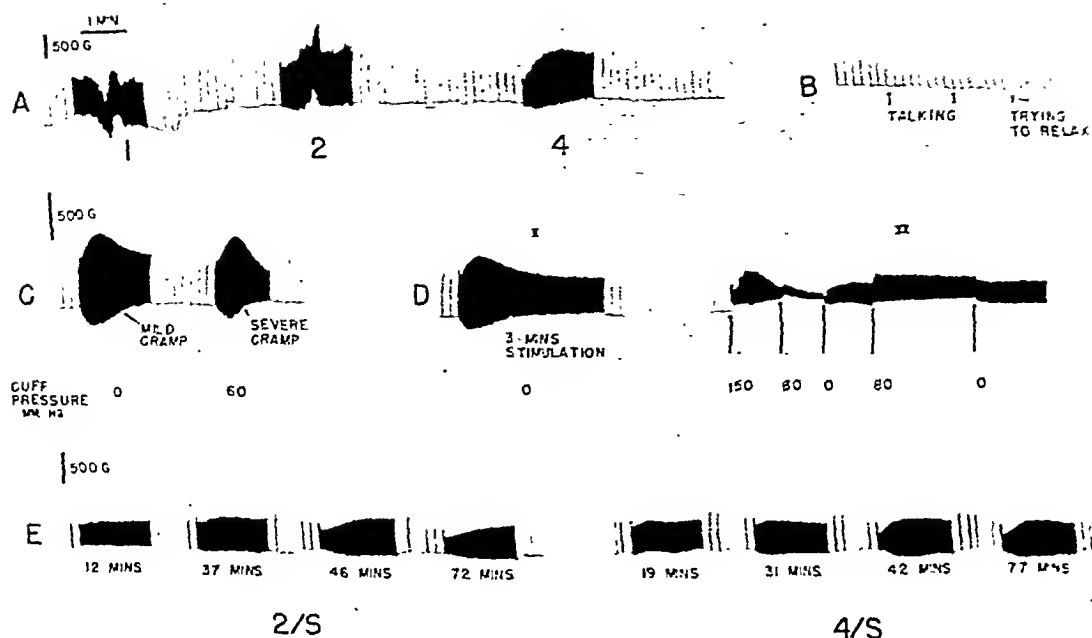 1 MIN
500 G
A
1
2
4
B
TALKING
TRYING
TO RELAX
500 G
C
MILD
CRAMP
SEVERE
CRAMP
D
I
3-MINS
STIMULATION
II
CUFF
PRESSURE
MM. Hg
0
60
0
150
80
0
80
0
500 G
E
12 MINS.
37 MINS.
46 MINS.
72 MINS.
19 MINS
31 MINS.
42 MINS
77 MINS.
2/S
4/S